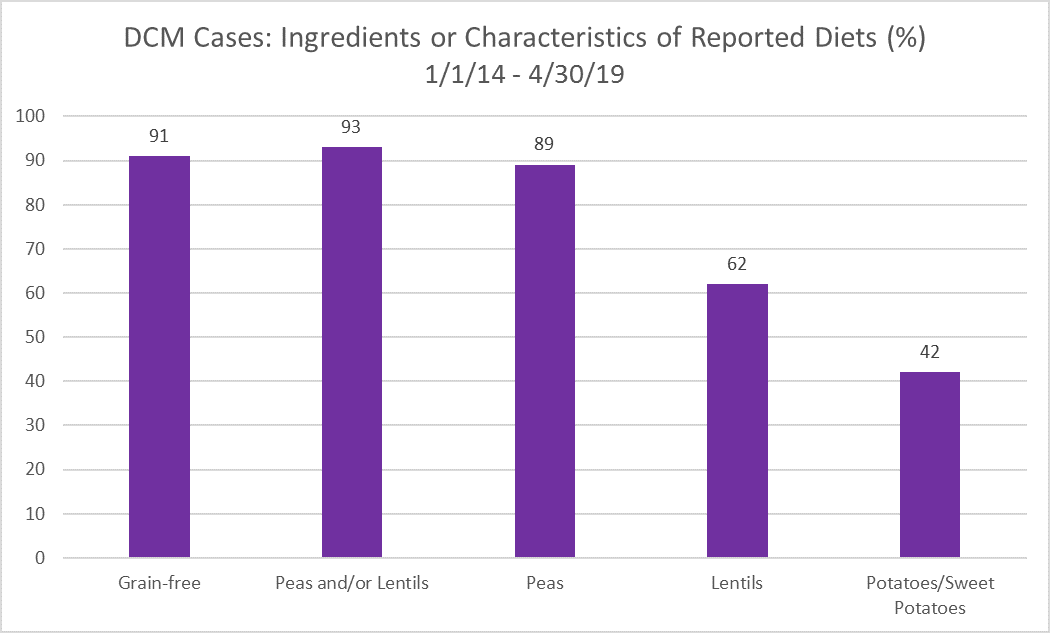 DCM Cases: Ingredients or Characteristics of Reported Diets (%)
1/1/14 - 4/30/19
100
90
80
70
60
50
40
30
20
10
0
91
93
89
62
42
Grain-free
Peas and/or Lentils
Peas
Lentils
Potatoes/Sweet
Potatoes